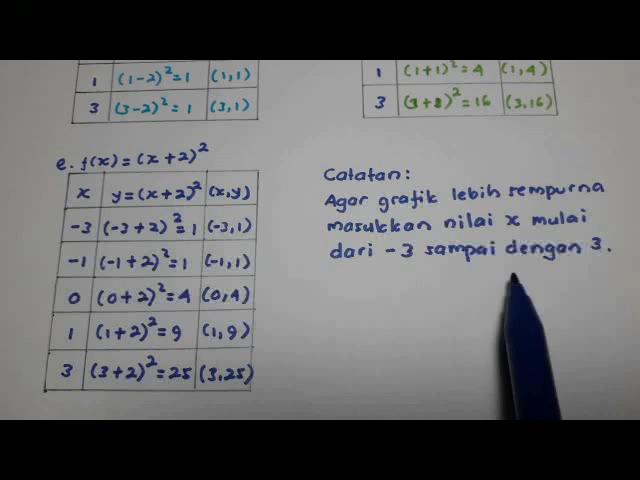 1 (1-2)²=1 (1,1)
3 (3-2)²=1 (3,1)
1 (1+1)²=4 (1,4)
3 (3+1)²=16 (3,16)
e. f(x)=(x+2)²
x y=(x+2)² (x,y)
-3 (-3+2)²=1 (-3,1)
-1 (-1+2)²=1 (-1,1)
0 (0+2)²=4 (0,4)
1 (1+2)²=9 (1,9)
3 (3+2)²=25 (3,25)
Catatan:
Agar grafik lebih sempurna
masukkan nilai x mulai
dari -3 sampai dengan 3.